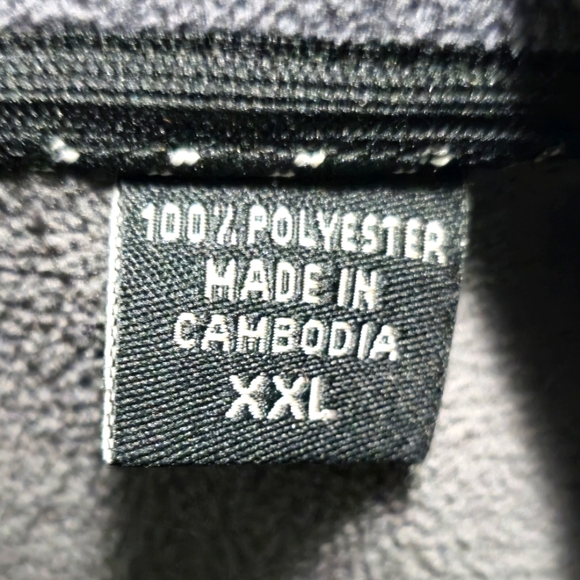 100% POLYESTER
MADE IN
CAMBODIA
XXL